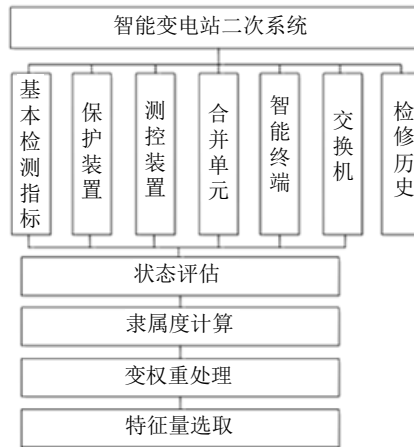 智能变电站二次系统
基本检测指标
保护装置
测控装置
合并单元
智能终端
交换机
检修历史
状态评估
隶属度计算
变权重处理
特征量选取